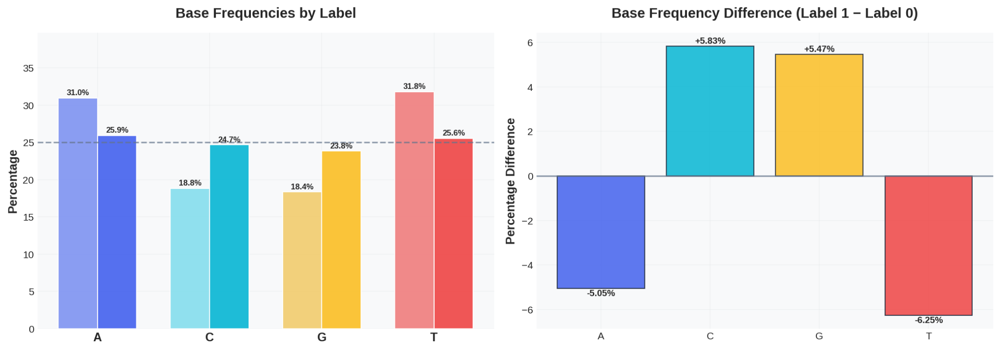 Base Frequencies by Label
Percentage
35
30
25
20
15
10
5
0
31.0%
25.9%
18.8%
24.7%
18.4%
23.8%
31.8%
25.6%
A
C
G
T
Base Frequency Difference (Label 1 − Label 0)
Percentage Difference
6
4
2
0
−2
−4
−6
-5.05%
+5.83%
+5.47%
-6.25%
A
C
G
T